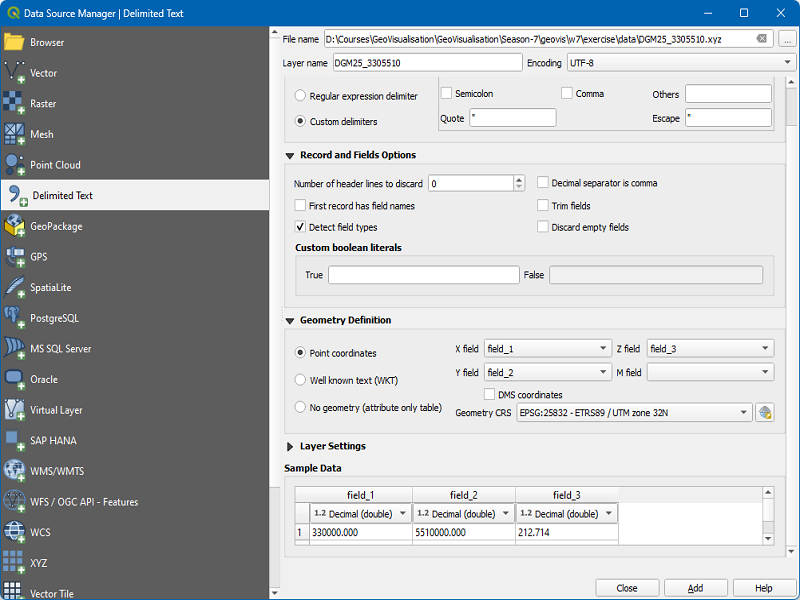 Data Source Manager | Delimited Text
Browser
Vector
Raster
Mesh
Point Cloud
Delimited Text
GeoPackage
GPS
SpatiaLite
PostgreSQL
MS SQL Server
Oracle
Virtual Layer
SAP HANA
WMS/WMTS
WFS / OGC API - Features
WCS
XYZ
Vector Tile
File name D:\Courses\GeoVisualisation\GeoVisualisation\Season-7\geovis\w7\exercise\data\DGM25_3305510.xyz ...
Layer name DGM25_3305510 Encoding UTF-8
Regular expression delimiter Semicolon Comma Others
Custom delimiters Quote " Escape "
Record and Fields Options
Number of header lines to discard 0 Decimal separator is comma
First record has field names Trim fields
Detect field types Discard empty fields
Custom boolean literals
True False
Geometry Definition
Point coordinates X field field_1 Z field field_3
Y field field_2 M field
Well known text (WKT)
DMS coordinates
No geometry (attribute only table) Geometry CRS EPSG:25832 - ETRS89 / UTM zone 32N
Layer Settings
Sample Data
field_1 field_2 field_3
1.2 Decimal (double) 1.2 Decimal (double) 1.2 Decimal (double)
1 330000.000 5510000.000 212.714
Close Add Help